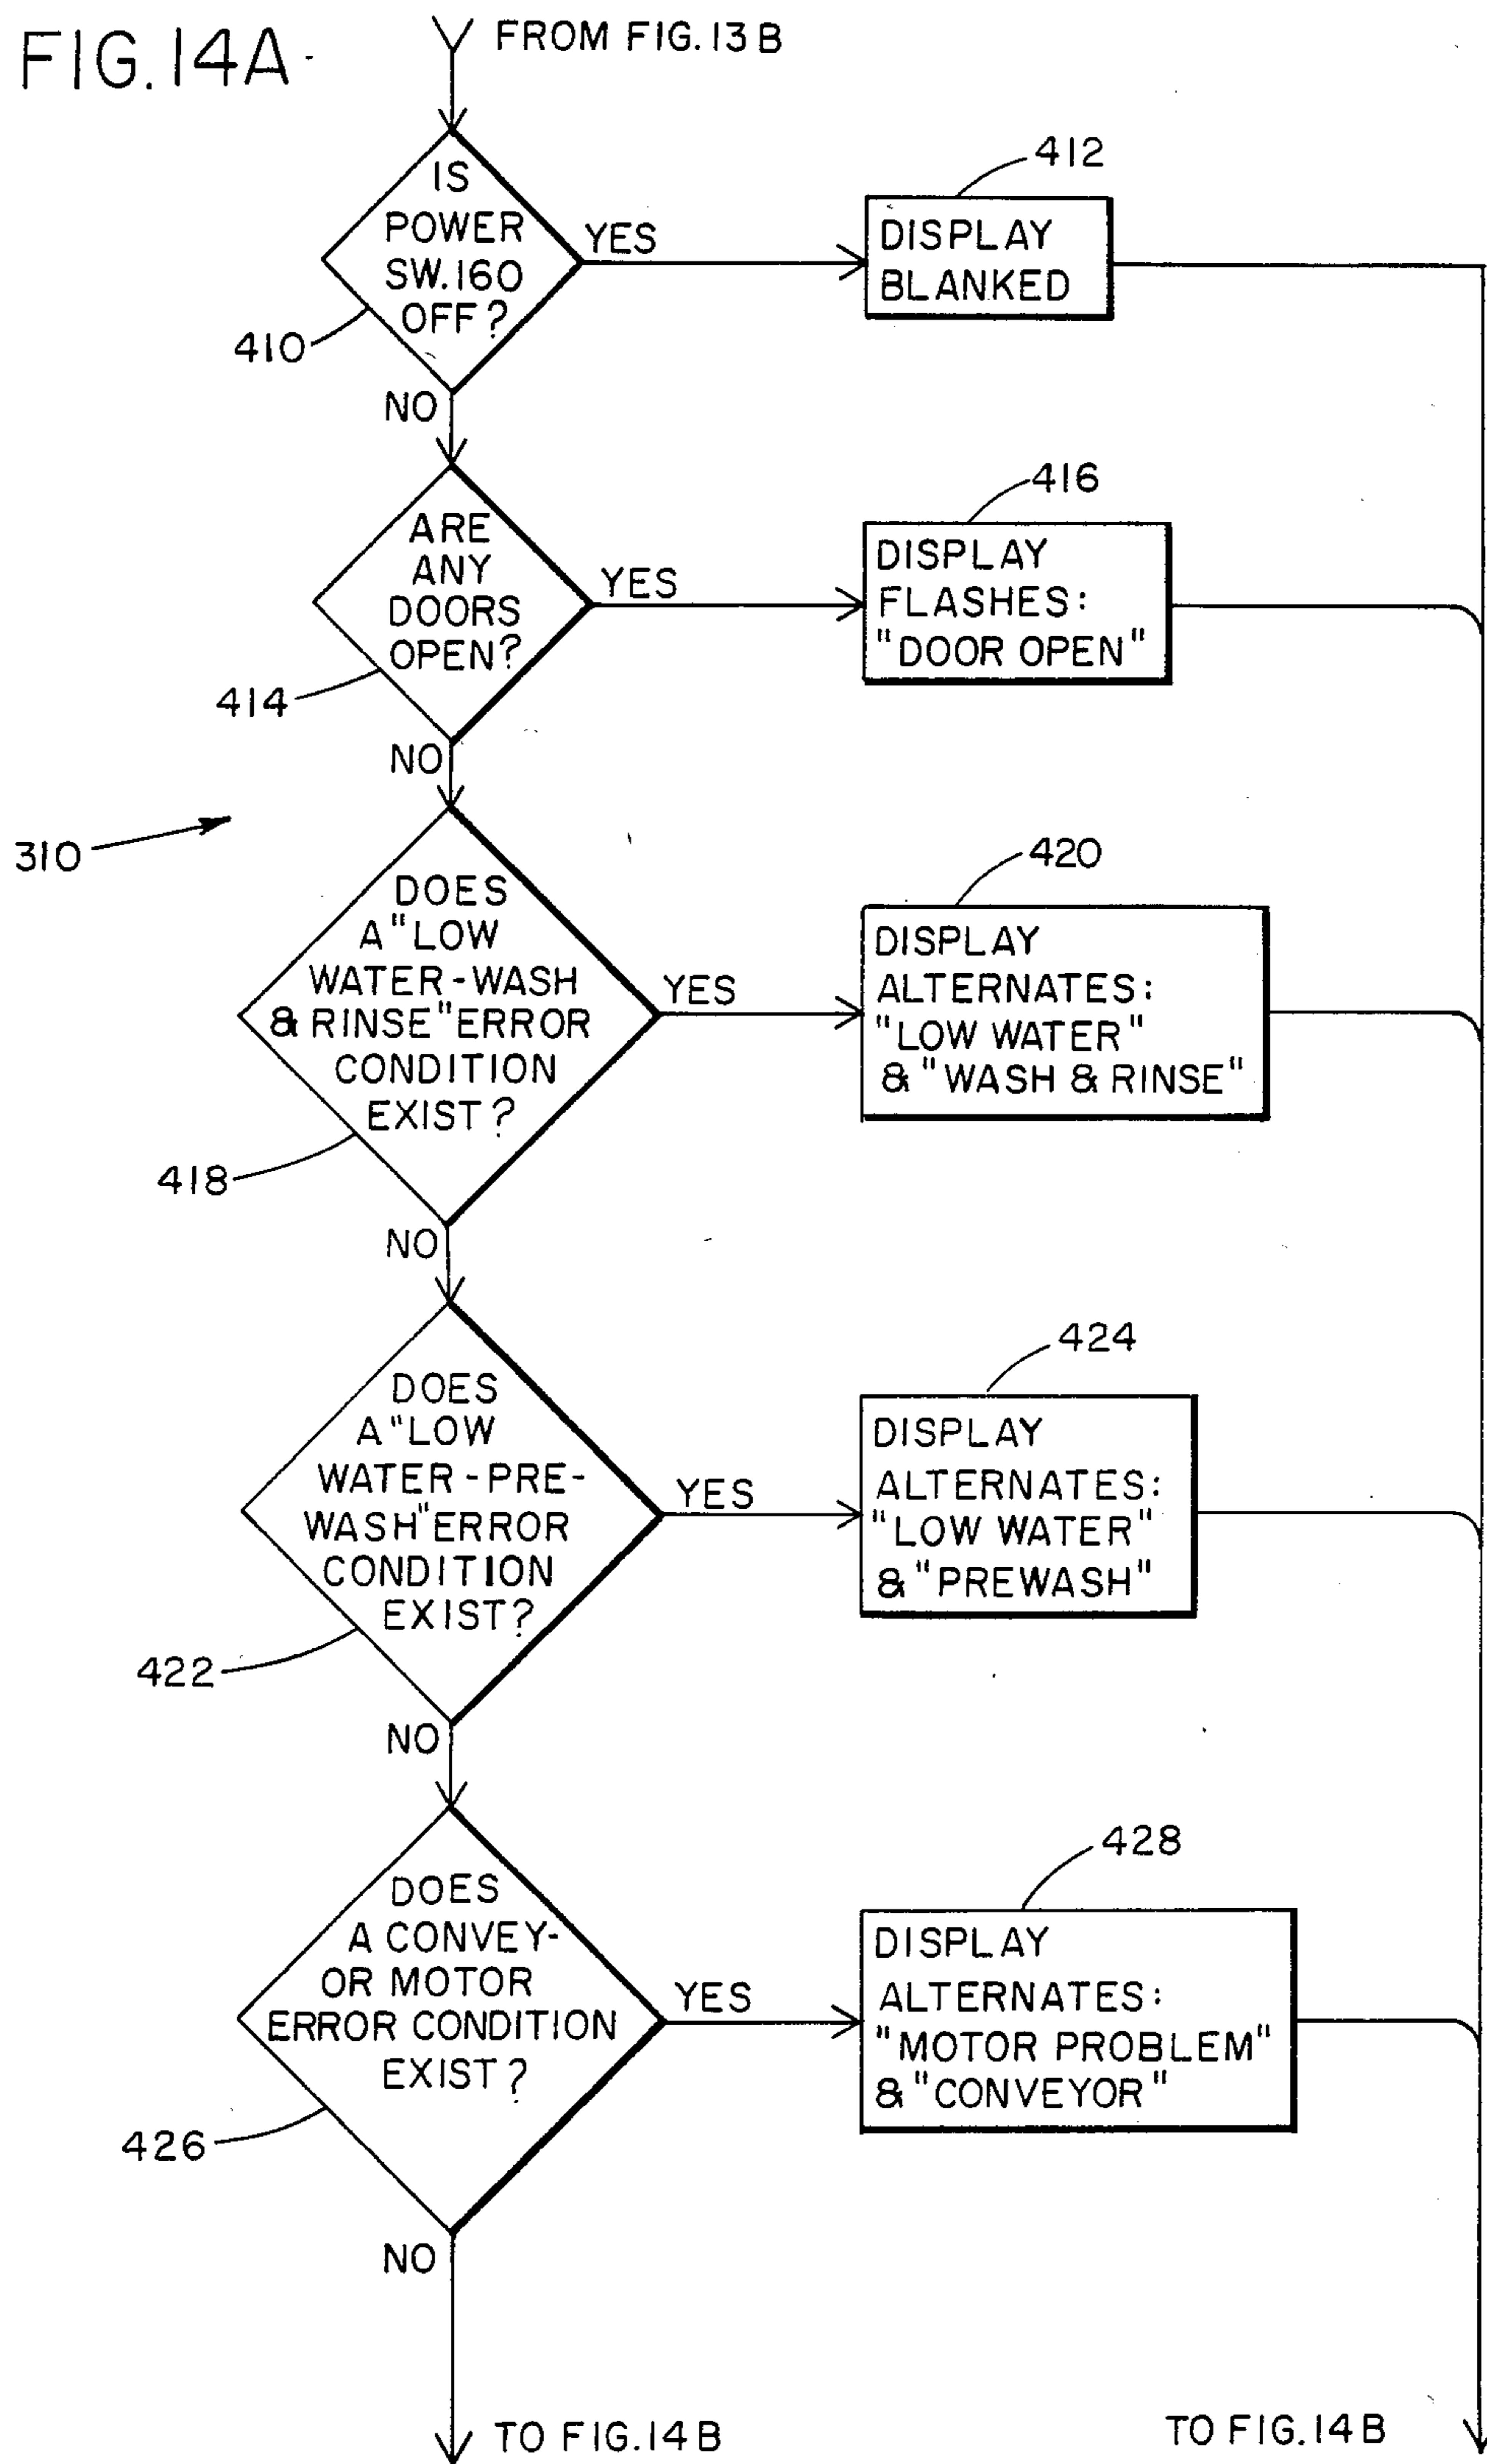 FIG. 14A
FROM FIG. 13B
IS
POWER
SW. 160
OFF?
410
YES
412
DISPLAY
BLANKED
NO
ARE
ANY
DOORS
OPEN?
414
YES
416
DISPLAY
FLASHES:
"DOOR OPEN"
NO
310
DOES
A "LOW
WATER-WASH
& RINSE" ERROR
CONDITION
EXIST?
418
YES
420
DISPLAY
ALTERNATES:
"LOW WATER"
& "WASH & RINSE"
NO
DOES
A "LOW
WATER-PRE-
WASH" ERROR
CONDITION
EXIST?
422
YES
424
DISPLAY
ALTERNATES:
"LOW WATER"
& "PREWASH"
NO
DOES
A CONVEY-
OR MOTOR
ERROR CONDITION
EXIST?
426
YES
428
DISPLAY
ALTERNATES:
"MOTOR PROBLEM"
& "CONVEYOR"
NO
TO FIG. 14B
TO FIG. 14B